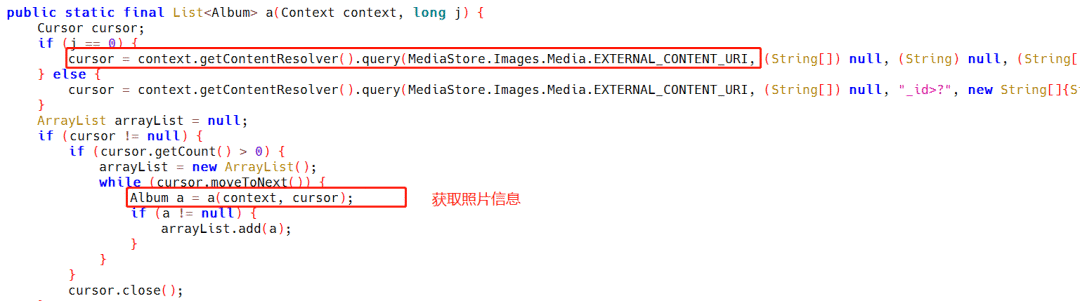 public static final List<Album> a(Context context, long j) {
Cursor cursor;
if (j == 0) {
cursor = context.getContentResolver().query(MediaStore.Images.Media.EXTERNAL_CONTENT_URI, (String[]) null, (String) null, (String[
} else {
cursor = context.getContentResolver().query(MediaStore.Images.Media.EXTERNAL_CONTENT_URI, (String[]) null, "_id>?", new String[]{St
}
ArrayList arrayList = null;
if (cursor != null) {
if (cursor.getCount() > 0) {
arrayList = new ArrayList();
while (cursor.moveToNext()) {
Album a = a(context, cursor); 获取照片信息
if (a != null) {
arrayList.add(a);
}
}
}
cursor.close();